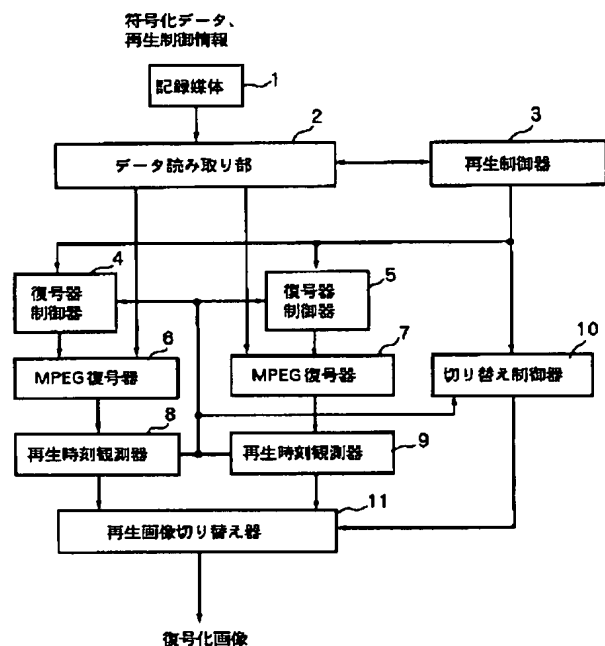 符号化データ、
再生制御情報
記録媒体
1
2
データ読み取り部
3
再生制御器
4
復号器
制御器
5
復号器
制御器
6
MPEG復号器
7
MPEG復号器
10
切り替え制御器
8
再生時刻観測器
9
再生時刻観測器
11
再生画像切り替え器
復号化画像